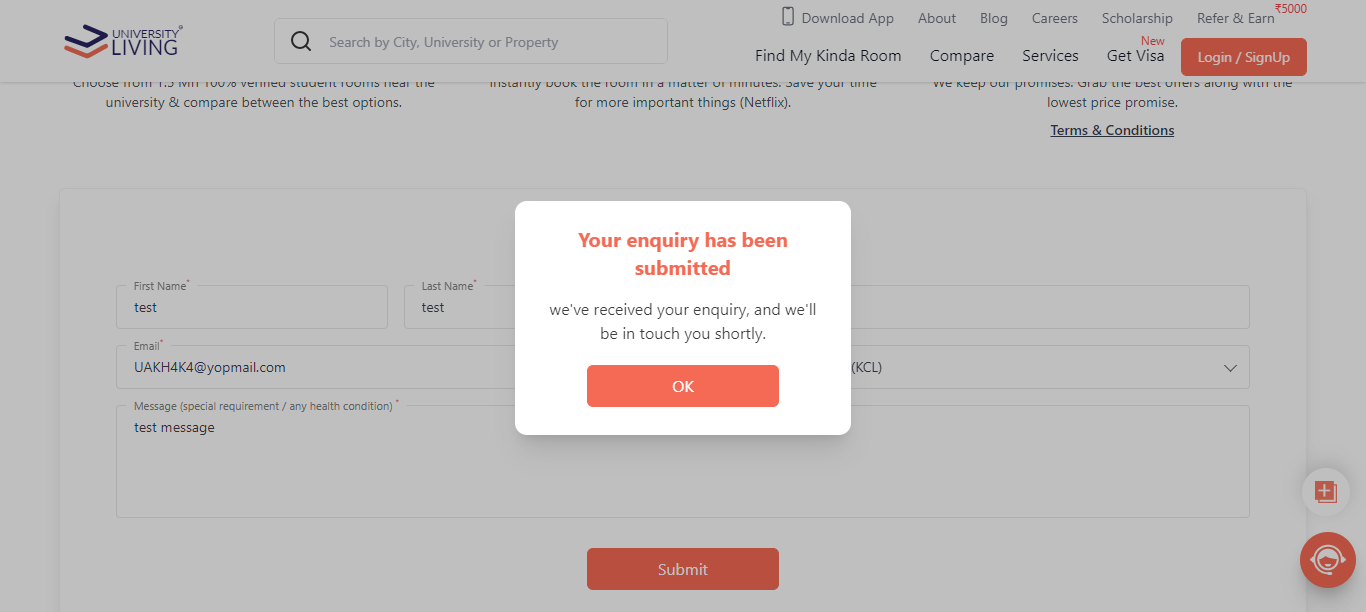 UNIVERSITY
LIVING
Search by City, University or Property
Download App
About
Blog
Careers
Scholarship
Refer & Earn
₹5000
Find My Kinda Room
Compare
Services
Get Visa
New
Login / SignUp
Choose from 1.5 Mn 100% verified student rooms near the
university & compare between the best options.
Instantly book the room in a matter of minutes. Save your time
for more important things (Netflix).
We keep our promises. Grab the best offers along with the
lowest price promise.
Terms & Conditions
Your enquiry has been
submitted
we've received your enquiry, and we'll
be in touch you shortly.
OK
First Name*
test
Last Name*
test
Email*
UAKH4K4@yopmail.com
(KCL)
Message (special requirement / any health condition) *
test message
Submit